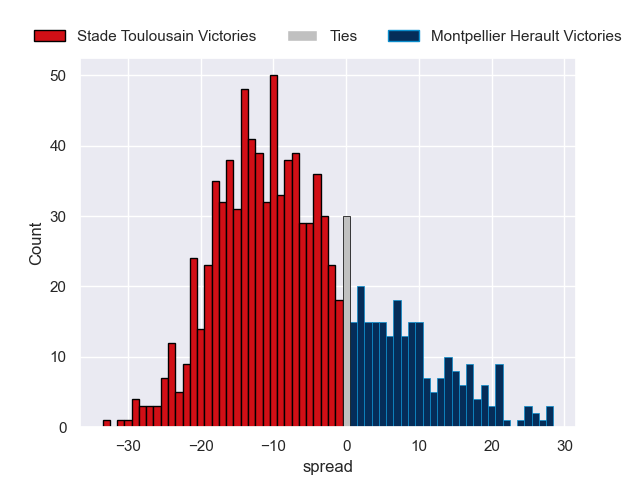 Stade Toulousain Victories Ties Montpellier Herault Victories
50
40
30
20
10
0
Count
−30 −20 −10 0 10 20 30
spread